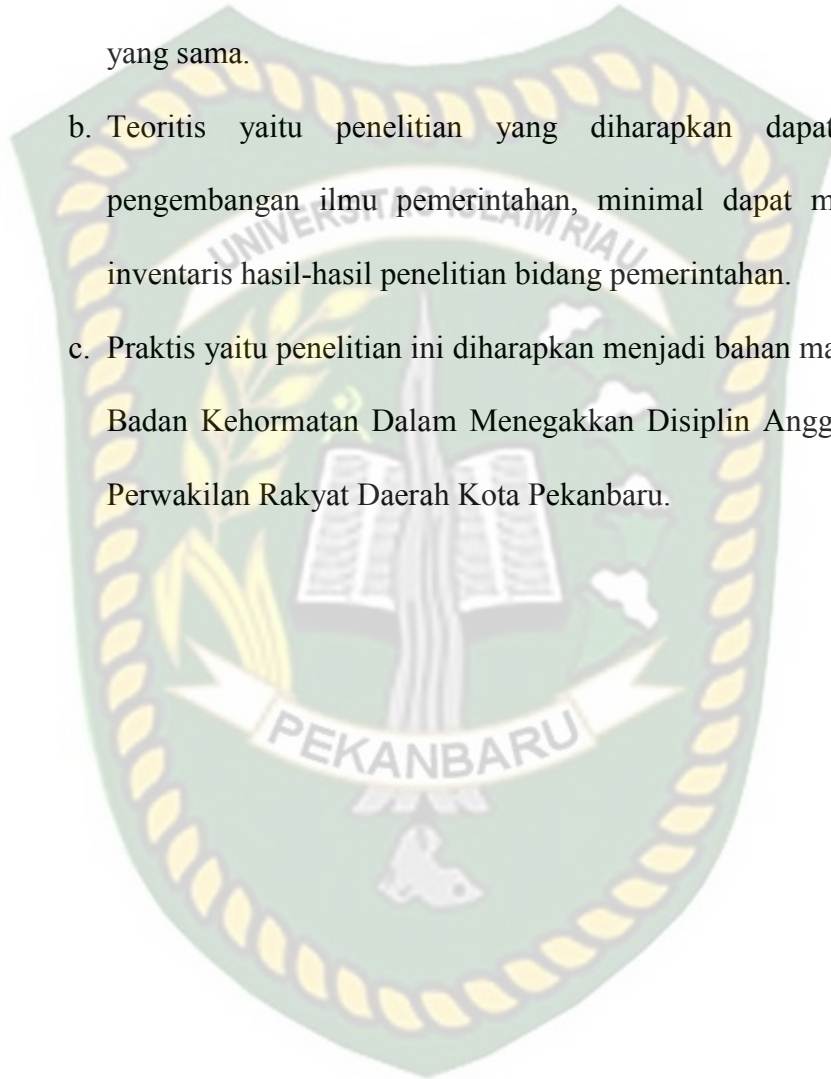 yang sama.
b. Teoritis yaitu penelitian yang diharapkan dapat
pengembangan ilmu pemerintahan, minimal dapat m
UNIVERSITAS ISLAM RIAU
inventaris hasil-hasil penelitian bidang pemerintahan.
c. Praktis yaitu penelitian ini diharapkan menjadi bahan ma
Badan Kehormatan Dalam Menegakkan Disiplin Angg
Perwakilan Rakyat Daerah Kota Pekanbaru.
PEKANBARU